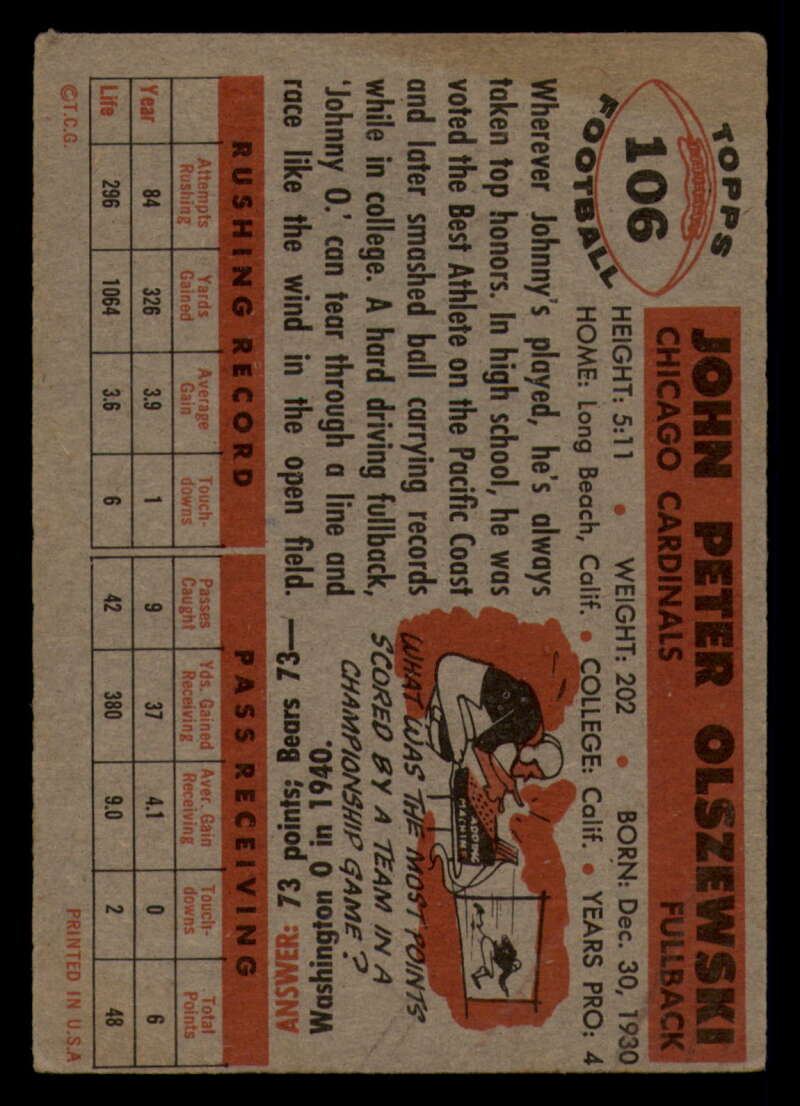 TOPPS
106
FOOTBALL
JOHN PETER OLSZEWSKI
CHICAGO CARDINALS FULLBACK
HEIGHT: 5:11 • WEIGHT: 202 • BORN: Dec. 30, 1930
HOME: Long Beach, Calif. • COLLEGE: Calif. • YEARS PRO: 4
Wherever Johnny's played, he's always
taken top honors. In high school, he was
voted the Best Athlete on the Pacific Coast
and later smashed ball carrying records
while in college. A hard driving fullback,
'Johnny O.' can tear through a line and
race like the wind in the open field.
ADDING
MACHINE
WHAT WAS THE MOST POINTS
SCORED BY A TEAM IN A
CHAMPIONSHIP GAME?
ANSWER: 73 points; Bears 73—
Washington 0 in 1940.
RUSHING RECORD PASS RECEIVING
Attempts Rushing Yards Gained Average Gain Touch-downs Passes Caught Yds. Gained Receiving Aver. Gain Receiving Touch-downs Total Points
Year 84 326 3.9 1 9 37 4.1 0 6
Life 296 1064 3.6 6 42 380 9.0 2 48
©T.C.G. PRINTED IN U.S.A